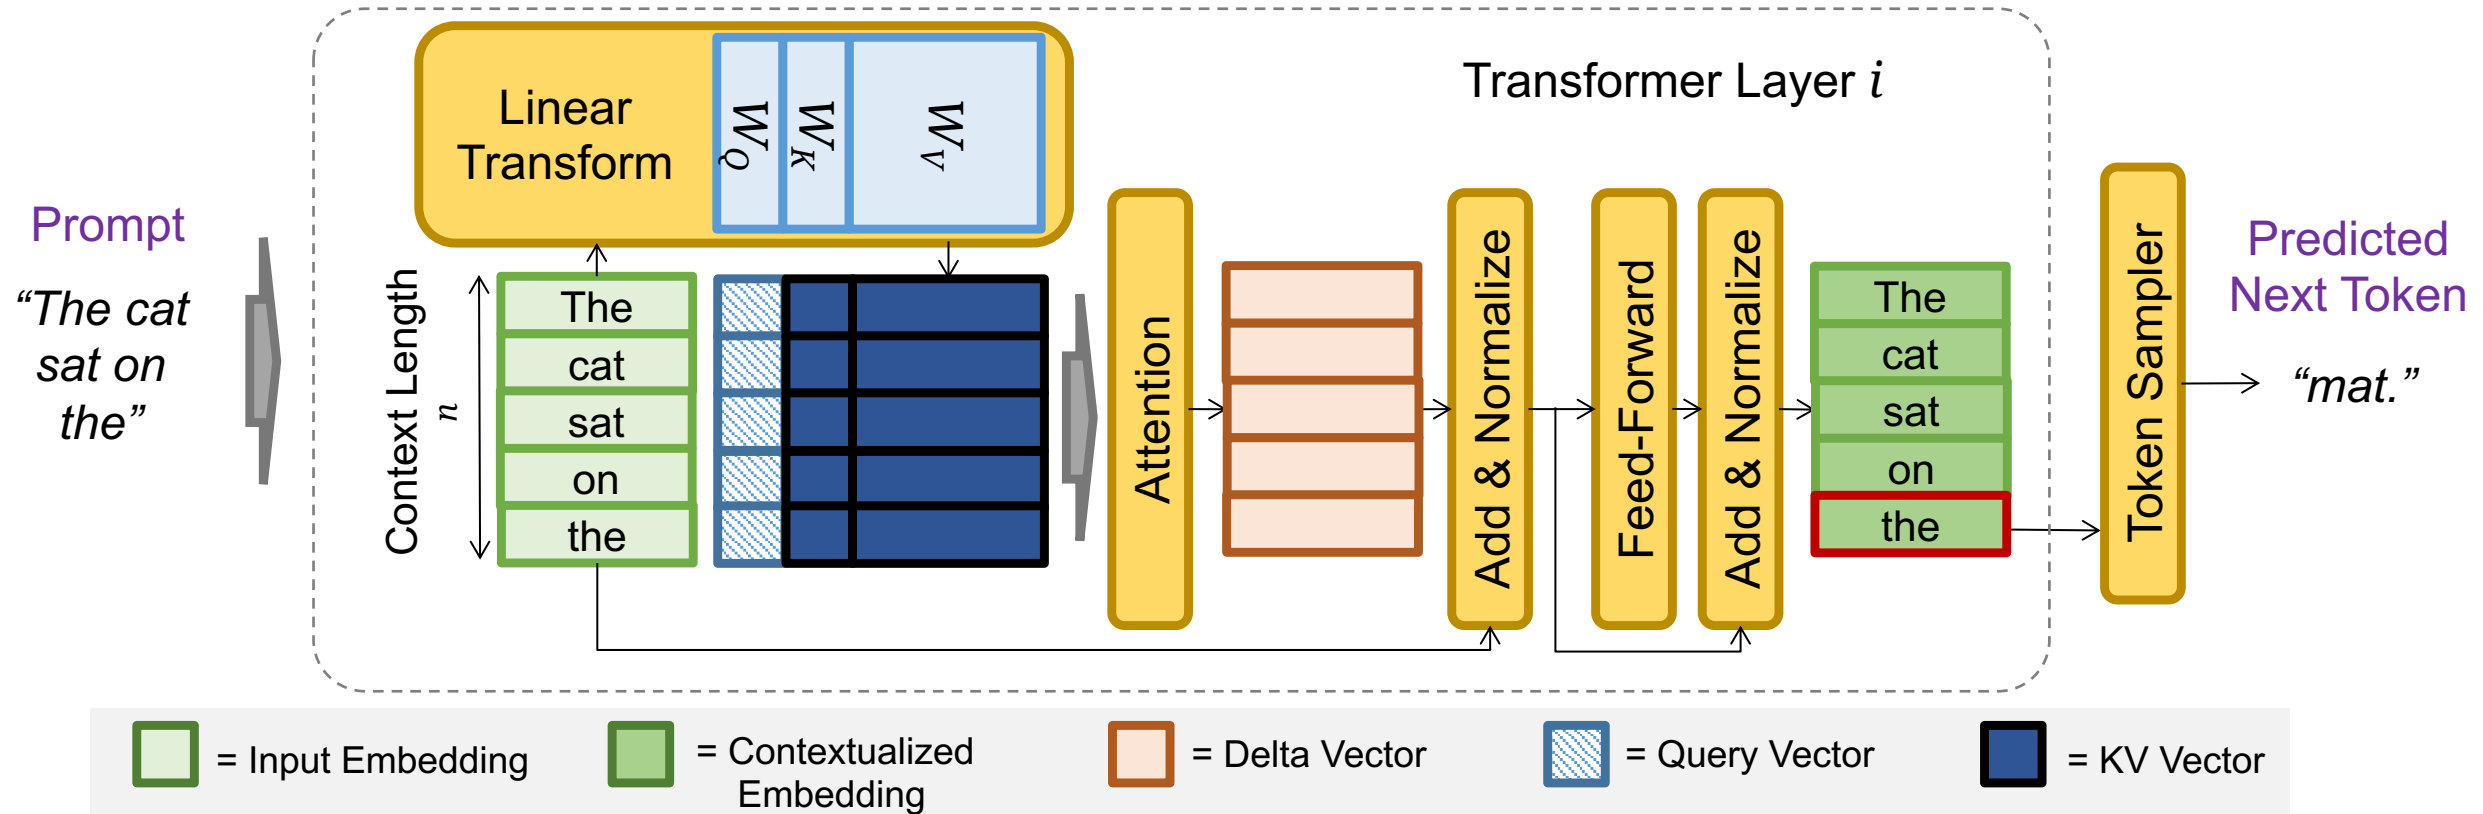 Prompt
“The cat
sat on
the”
Linear
Transform
W_Q
W_K
W_V
Transformer Layer i
Context Length
n
The
cat
sat
on
the
Attention
Add & Normalize
Feed-Forward
Add & Normalize
The
cat
sat
on
the
Token Sampler
Predicted
Next Token
“mat.”
= Input Embedding
= Contextualized
Embedding
= Delta Vector
= Query Vector
= KV Vector